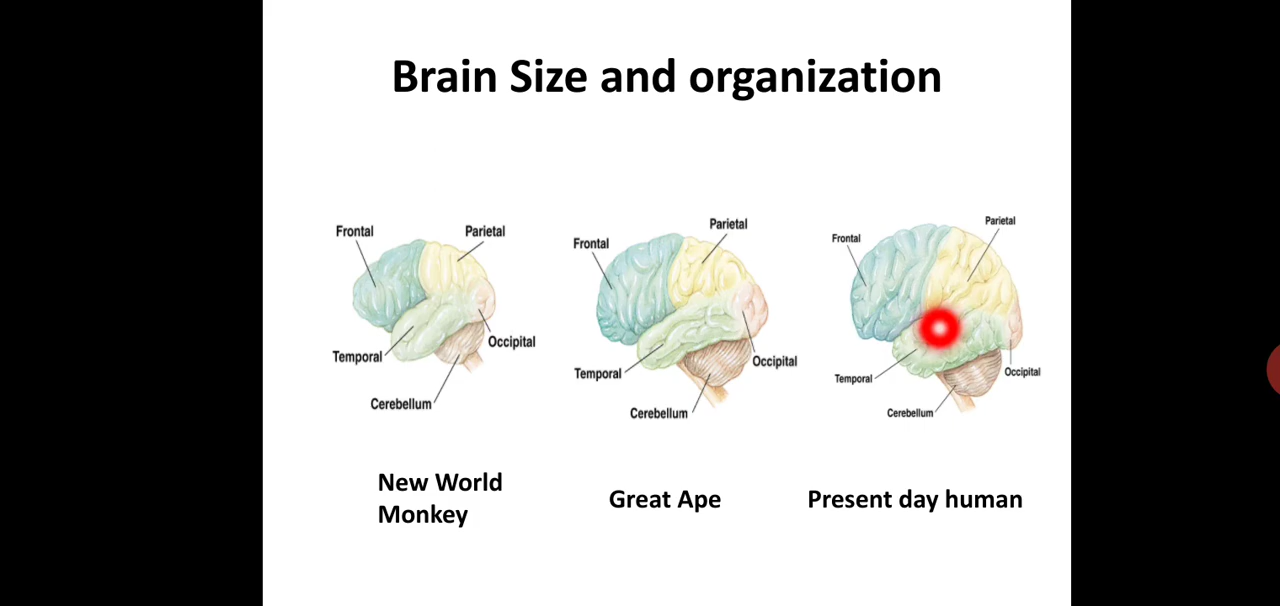 Brain Size and organization
Frontal
Parietal
Temporal
Occipital
Cerebellum
Frontal
Parietal
Temporal
Occipital
Cerebellum
Frontal
Parietal
Temporal
Occipital
Cerebellum
New World
Monkey
Great Ape
Present day human